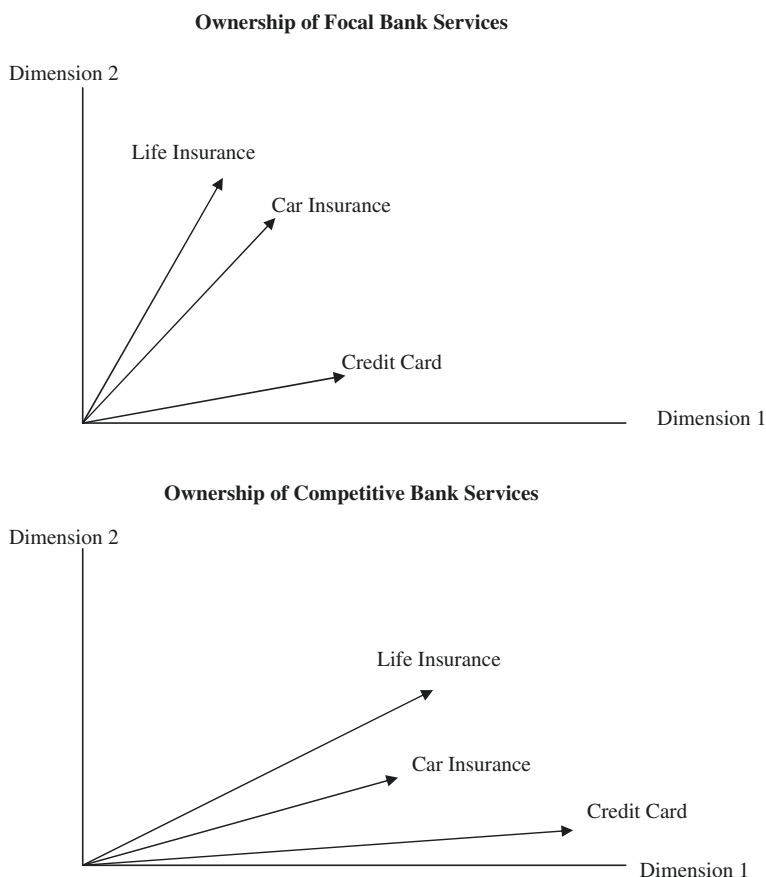 Ownership of Focal Bank Services
Dimension 2
Life Insurance
Car Insurance
Credit Card
Dimension 1
Ownership of Competitive Bank Services
Dimension 2
Life Insurance
Car Insurance
Credit Card
Dimension 1